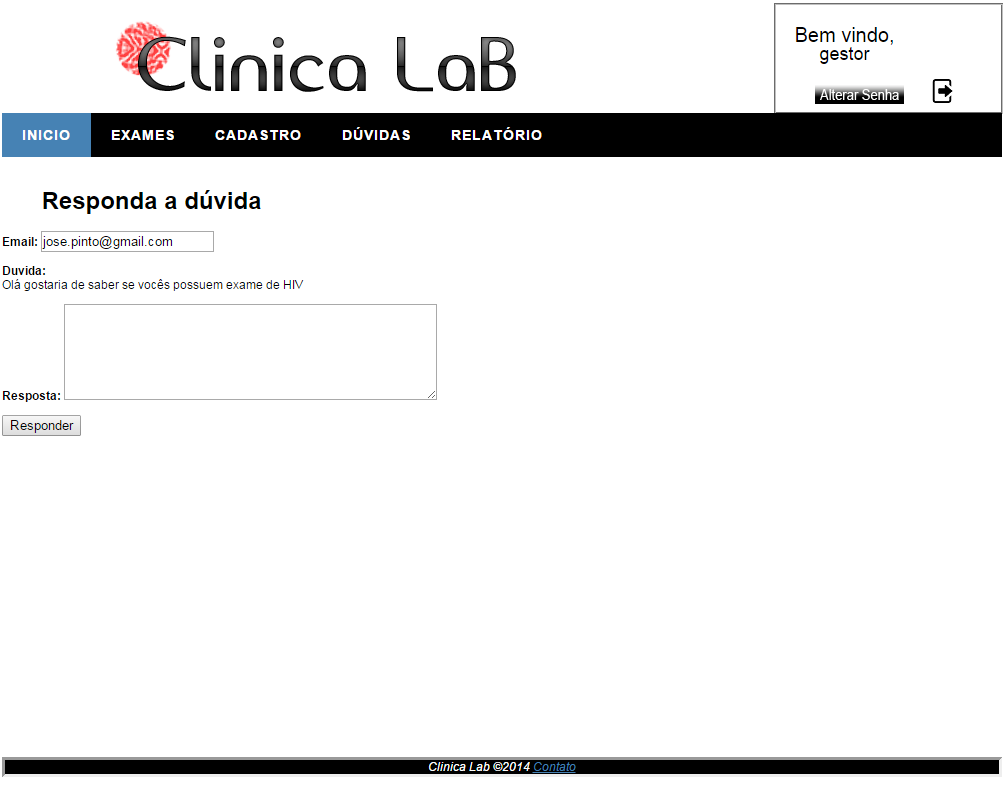 Clinica LaB
Bem vindo,
gestor
Alterar Senha
INICIO EXAMES CADASTRO DÚVIDAS RELATÓRIO
Responda a dúvida
Email: jose.pinto@gmail.com
Duvida:
Olá gostaria de saber se vocês possuem exame de HIV
Resposta:
Responder
Clinica Lab ©2014 Contato